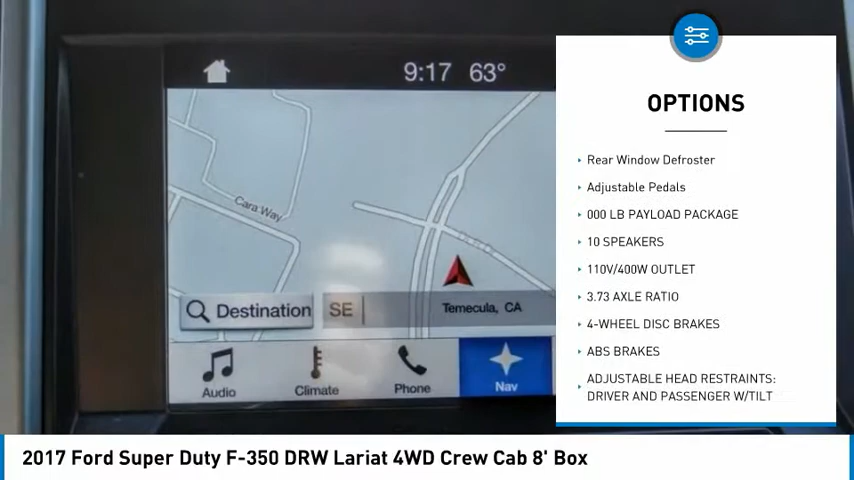 9:17 63°
Cara Way
Destination
SE
Temecula, CA
Audio
Climate
Phone
Nav
OPTIONS
Rear Window Defroster
Adjustable Pedals
000 LB PAYLOAD PACKAGE
10 SPEAKERS
110V/400W OUTLET
3.73 AXLE RATIO
4-WHEEL DISC BRAKES
ABS BRAKES
ADJUSTABLE HEAD RESTRAINTS:
DRIVER AND PASSENGER W/TILT
2017 Ford Super Duty F-350 DRW Lariat 4WD Crew Cab 8' Box